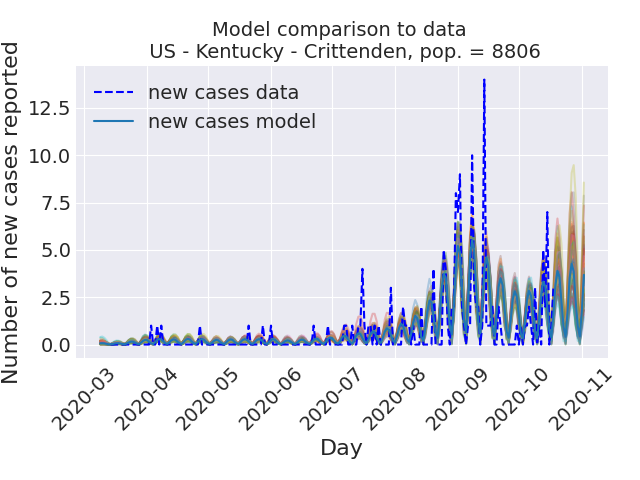 Model comparison to data
US - Kentucky - Crittenden, pop. = 8806
Number of new cases reported
12.5
10.0
7.5
5.0
2.5
0.0
new cases data
new cases model
2020-03
2020-04
2020-05
2020-06
2020-07
2020-08
2020-09
2020-10
2020-11
Day